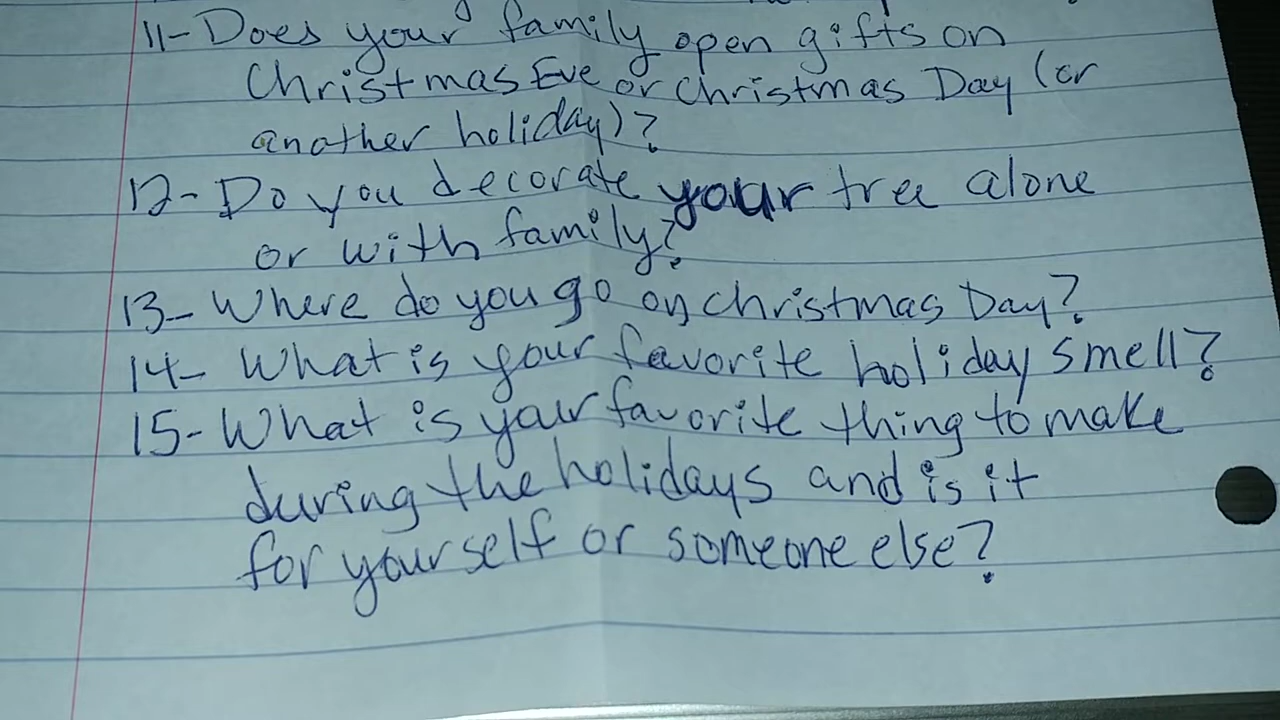 11- Does your family open gifts on
Christmas Eve or Christmas Day (or
another holiday)?
12- Do you decorate your tree alone
or with family?
13- Where do you go on Christmas Day?
14- What is your favorite holiday smell?
15- What is your favorite thing to make
during the holidays and is it
for yourself or someone else?